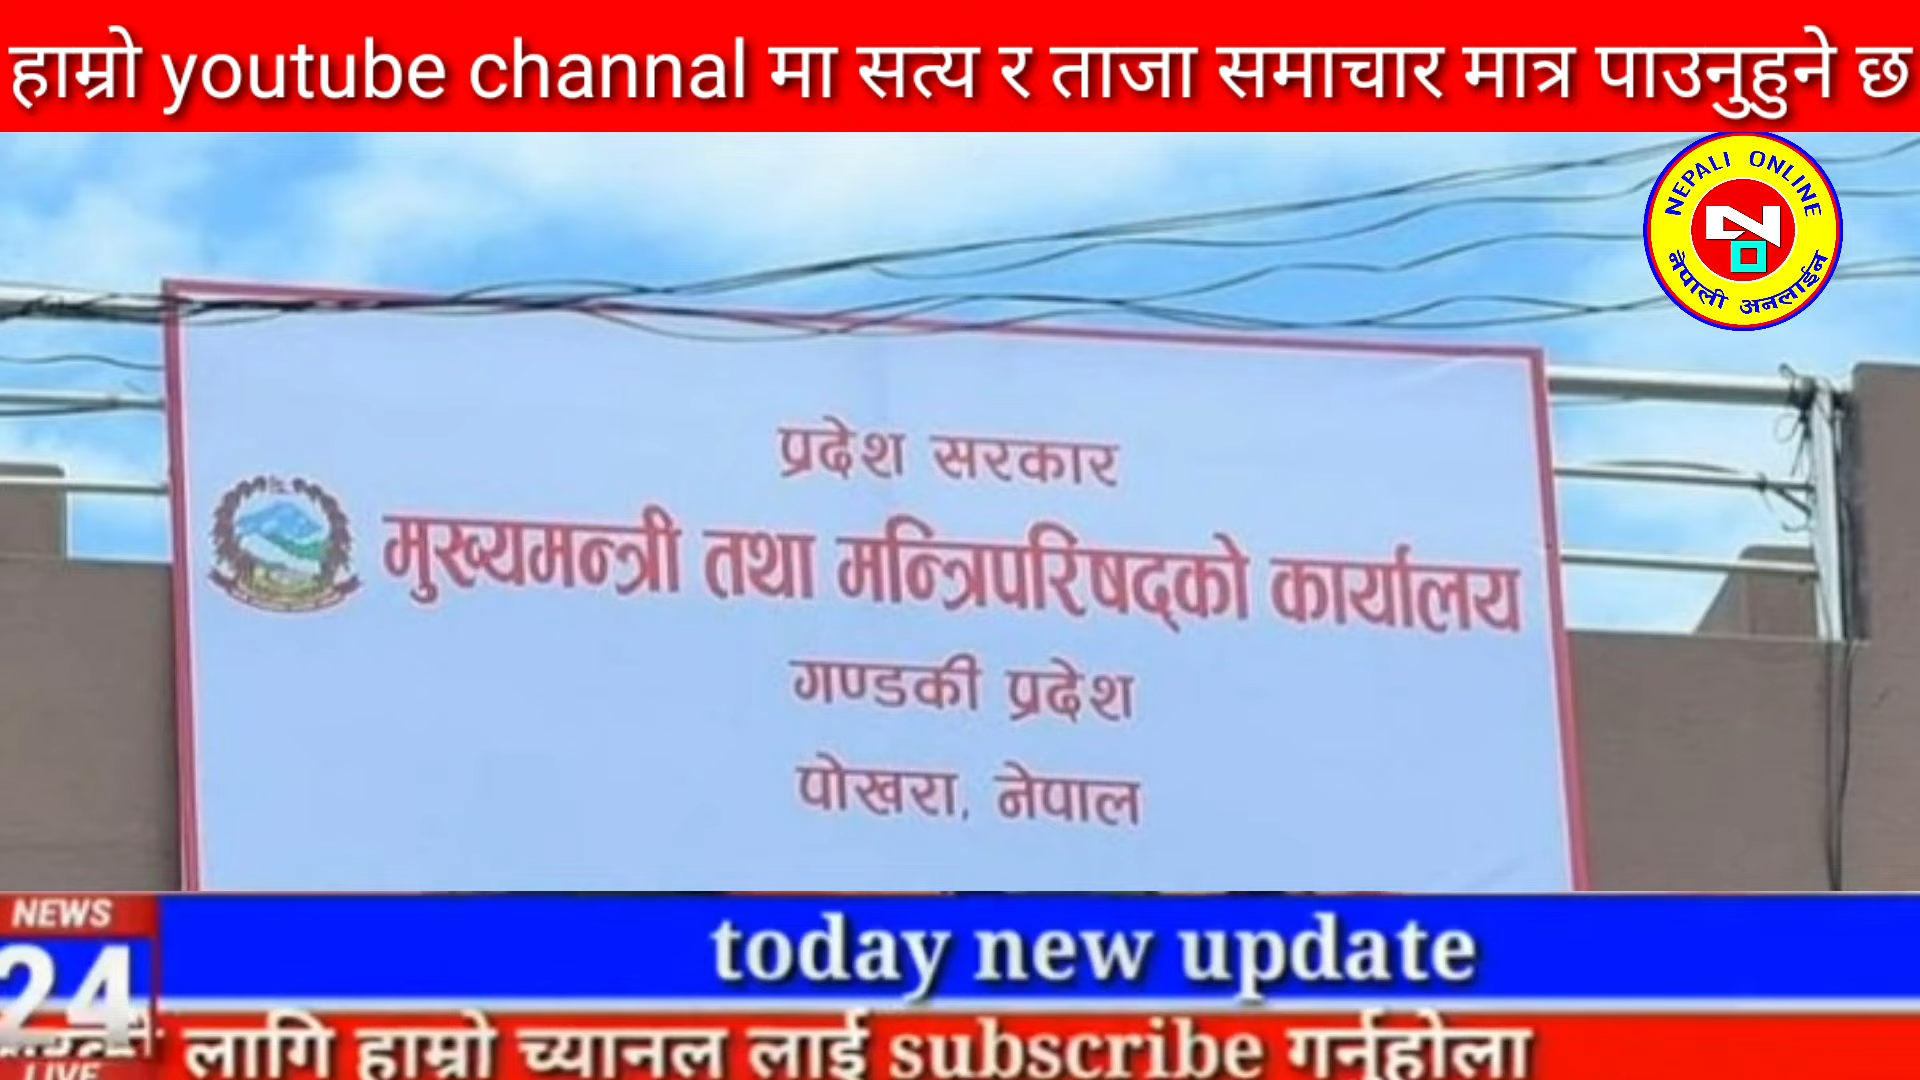 हाम्रो youtube channal मा सत्य र ताजा समाचार मात्र पाउनुहुने छ
NEPALI ONLINE
नेपाली अनलाईन
प्रदेश सरकार
मुख्यमन्त्री तथा मन्त्रिपरिषद्को कार्यालय
गण्डकी प्रदेश
पोखरा, नेपाल
NEWS
24
LIVE
today new update
लागि हाम्रो च्यानल लाई subscribe गर्नुहोला